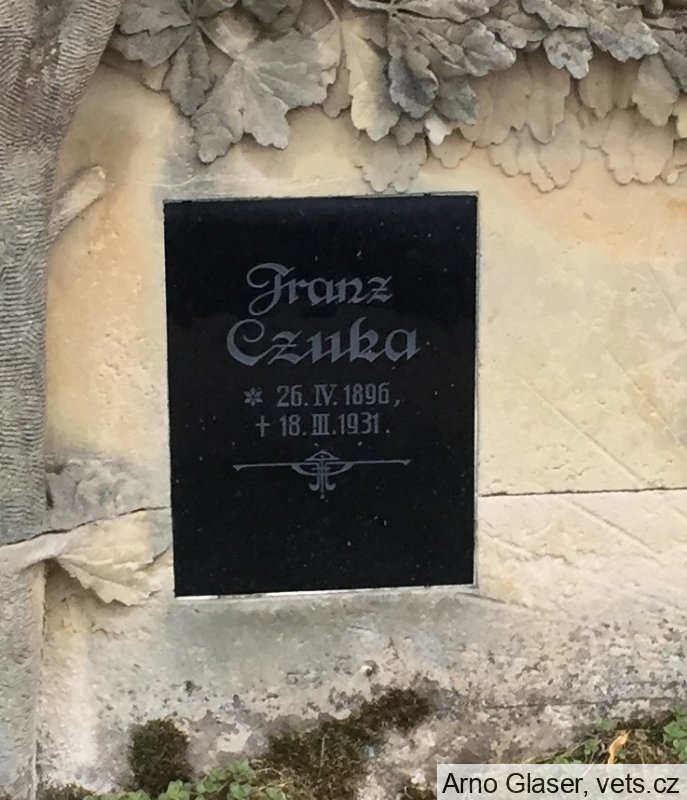 Franz
Czuka
* 26. IV. 1896,
† 18. III. 1931.
Arno Glaser, vets.cz